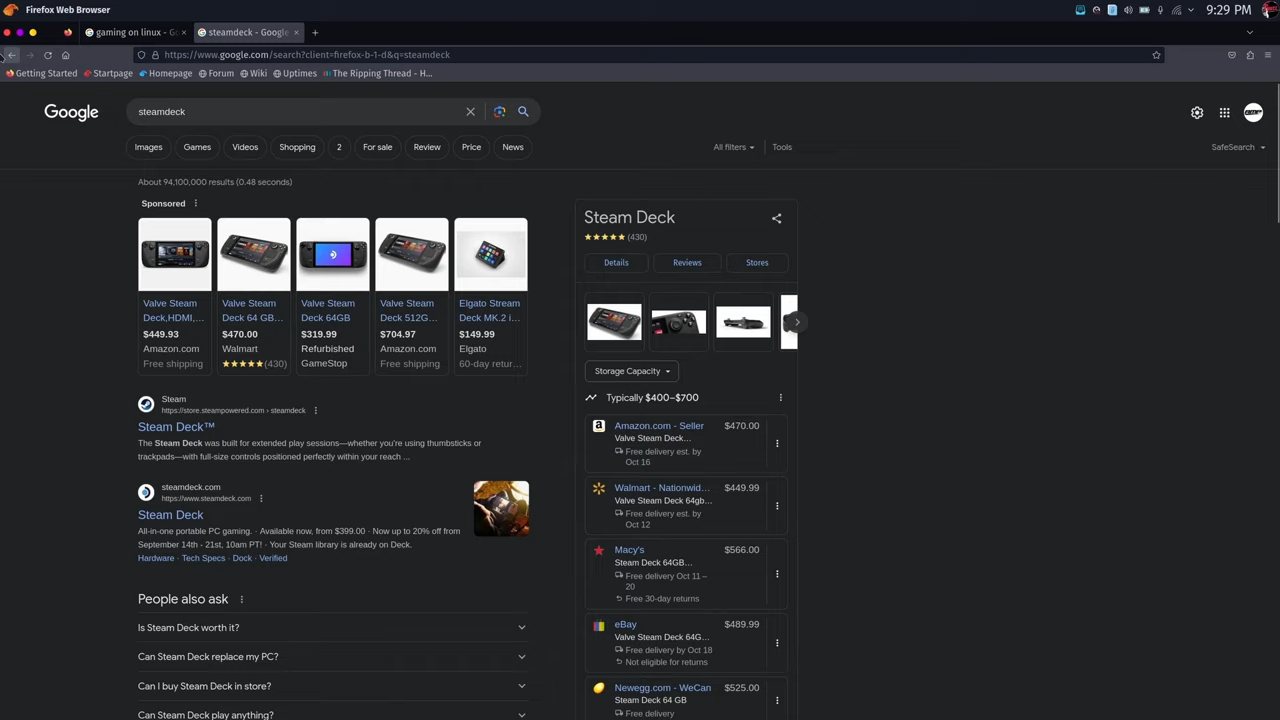 Firefox Web Browser
9:29 PM
gaming on linux - Go
steamdeck - Google
https://www.google.com/search?client=firefox-b-1-d&q=steamdeck
Getting Started
Startpage
Homepage
Forum
Wiki
Uptimes
The Ripping Thread - H...
Google
steamdeck
Images
Games
Videos
Shopping
2
For sale
Review
Price
News
All filters
Tools
SafeSearch
About 94,100,000 results (0.48 seconds)
Sponsored
Valve Steam
Deck,HDMI,...
$449.93
Amazon.com
Free shipping
Valve Steam
Deck 64 GB...
$470.00
Walmart
(430)
Valve Steam
Deck 64GB
$319.99
Refurbished
GameStop
Valve Steam
Deck 512G...
$704.97
Amazon.com
Free shipping
Elgato Stream
Deck MK.2 i...
$149.99
Elgato
60-day retur...
Steam
https://store.steampowered.com › steamdeck
Steam Deck™
The Steam Deck was built for extended play sessions—whether you're using thumbsticks or
trackpads—with full-size controls positioned perfectly within your reach ...
steamdeck.com
https://www.steamdeck.com
Steam Deck
All-in-one portable PC gaming. · Available now, from $399.00 · Now up to 20% off from
September 14th - 21st, 10am PT! · Your Steam library is already on Deck.
Hardware · Tech Specs · Dock · Verified
People also ask
Is Steam Deck worth it?
Can Steam Deck replace my PC?
Can I buy Steam Deck in store?
Can Steam Deck play anything?
Steam Deck
(430)
Details
Reviews
Stores
Storage Capacity
Typically $400–$700
Amazon.com - Seller
$470.00
Valve Steam Deck...
Free delivery est. by
Oct 16
Walmart - Nationwid...
$449.99
Valve Steam Deck 64gb...
Free delivery est. by
Oct 12
Macy's
$566.00
Steam Deck 64GB...
Free delivery Oct 11 –
20
Free 30-day returns
eBay
$489.99
Valve Steam Deck 64G...
Free delivery by Oct 18
Not eligible for returns
Newegg.com - WeCan
$525.00
Steam Deck 64 GB
Free delivery